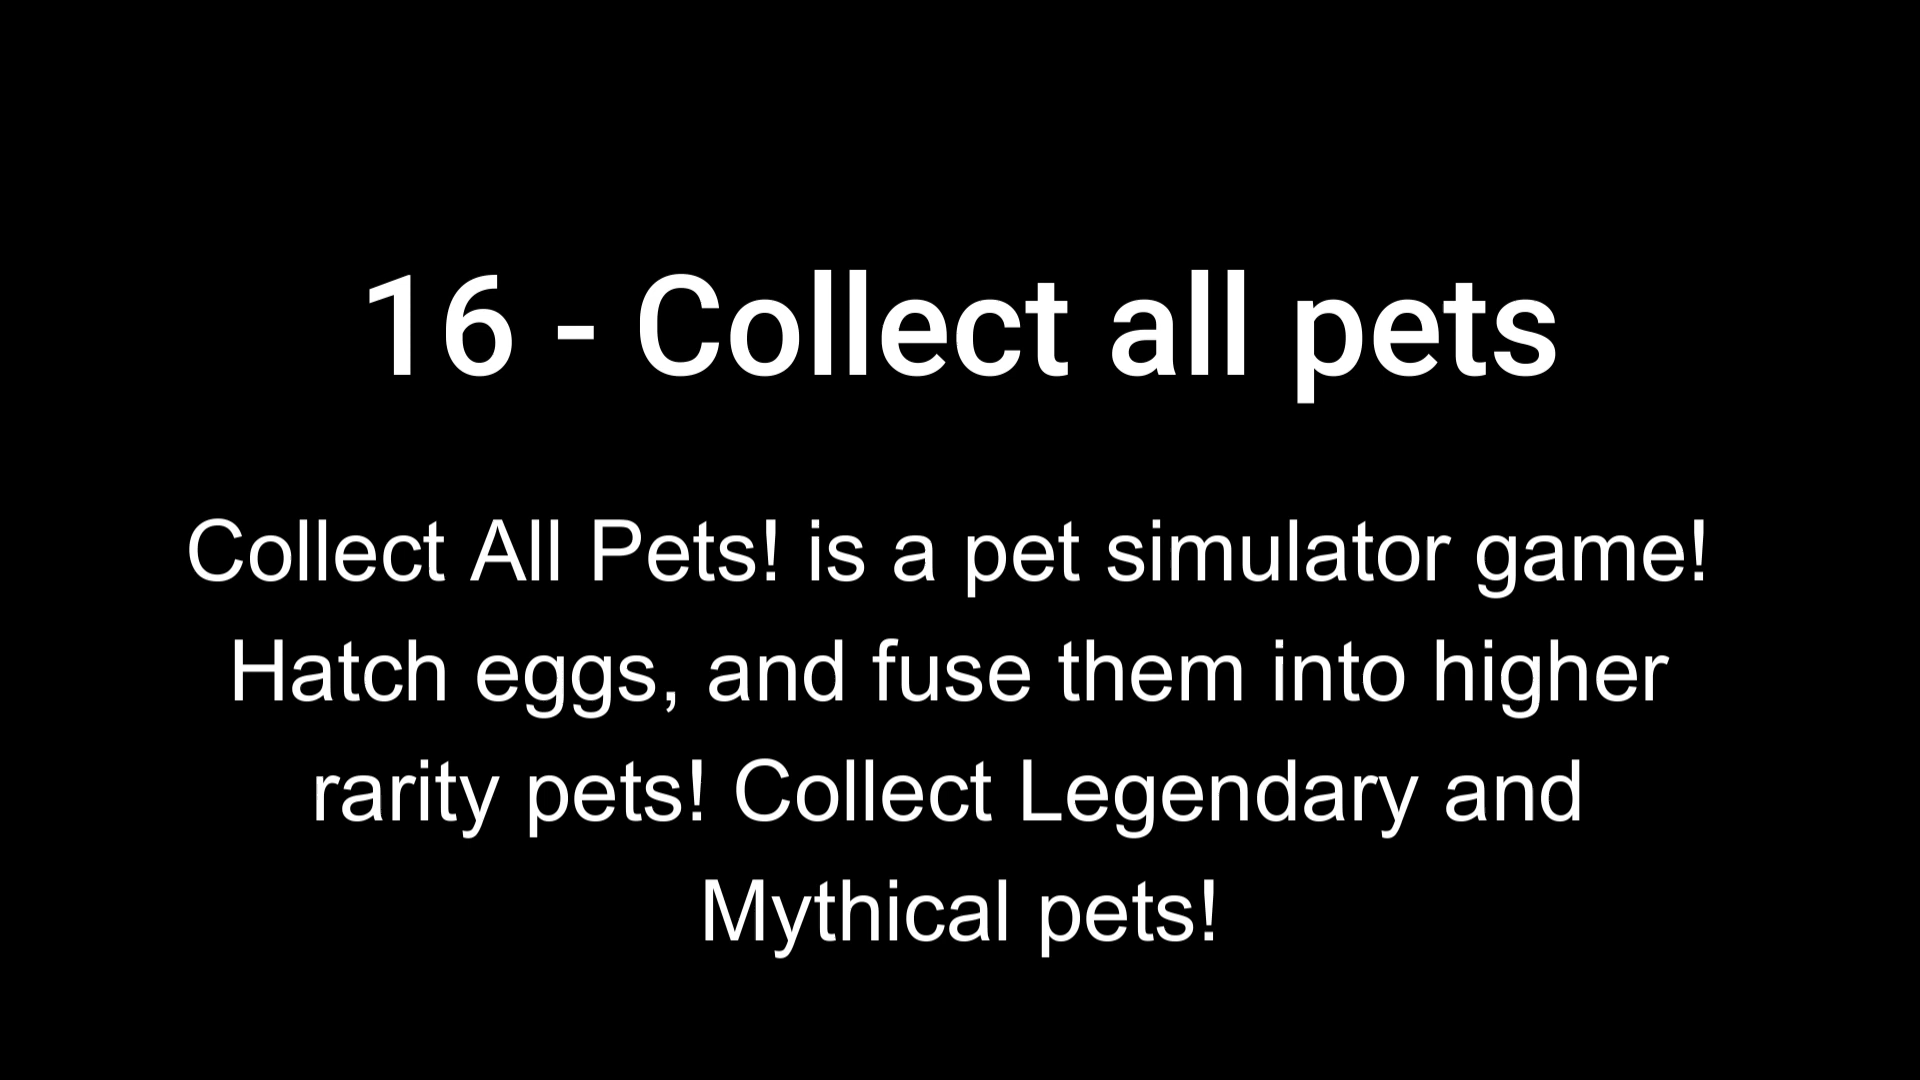 16 - Collect all pets
Collect All Pets! is a pet simulator game!
Hatch eggs, and fuse them into higher
rarity pets! Collect Legendary and
Mythical pets!